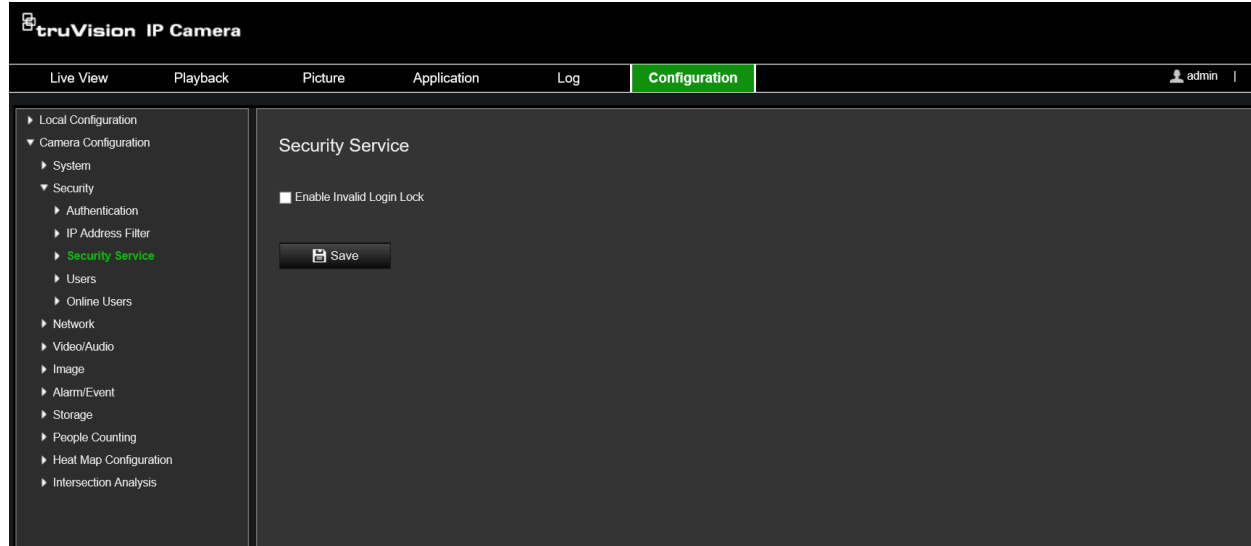 truVision IP Camera
Live View Playback Picture Application Log Configuration admin |
Local Configuration
Camera Configuration
System
Security
Authentication
IP Address Filter
Security Service
Users
Online Users
Network
Video/Audio
Image
Alarm/Event
Storage
People Counting
Heat Map Configuration
Intersection Analysis
Security Service
Enable Invalid Login Lock
Save